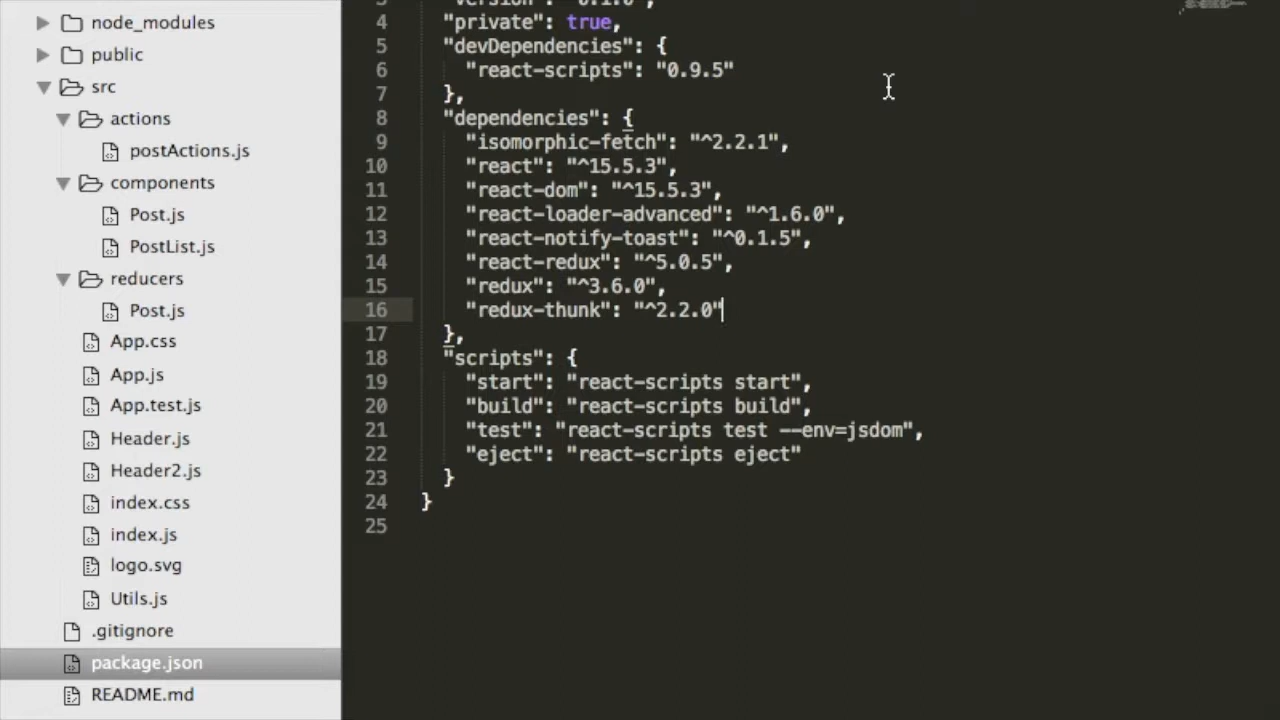 node_modules
public
src
actions
postActions.js
components
Post.js
PostList.js
reducers
Post.js
App.css
App.js
App.test.js
Header.js
Header2.js
index.css
index.js
logo.svg
Utils.js
.gitignore
package.json
README.md
4 "private": true,
5 "devDependencies": {
6 "react-scripts": "0.9.5"
7 },
8 "dependencies": {
9 "isomorphic-fetch": "^2.2.1",
10 "react": "^15.5.3",
11 "react-dom": "^15.5.3",
12 "react-loader-advanced": "^1.6.0",
13 "react-notify-toast": "^0.1.5",
14 "react-redux": "^5.0.5",
15 "redux": "^3.6.0",
16 "redux-thunk": "^2.2.0"
17 },
18 "scripts": {
19 "start": "react-scripts start",
20 "build": "react-scripts build",
21 "test": "react-scripts test --env=jsdom",
22 "eject": "react-scripts eject"
23 }
24 }
25